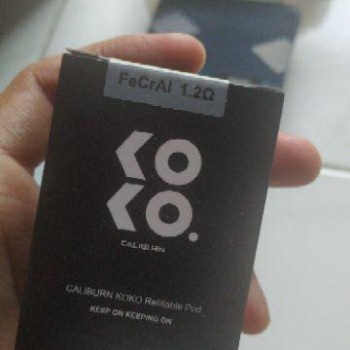 FeCrAl 1.2Ω
KO
KO.
CALIBURN
CALIBURN KOKO Refillable Pod
KEEP ON KEEPING ON